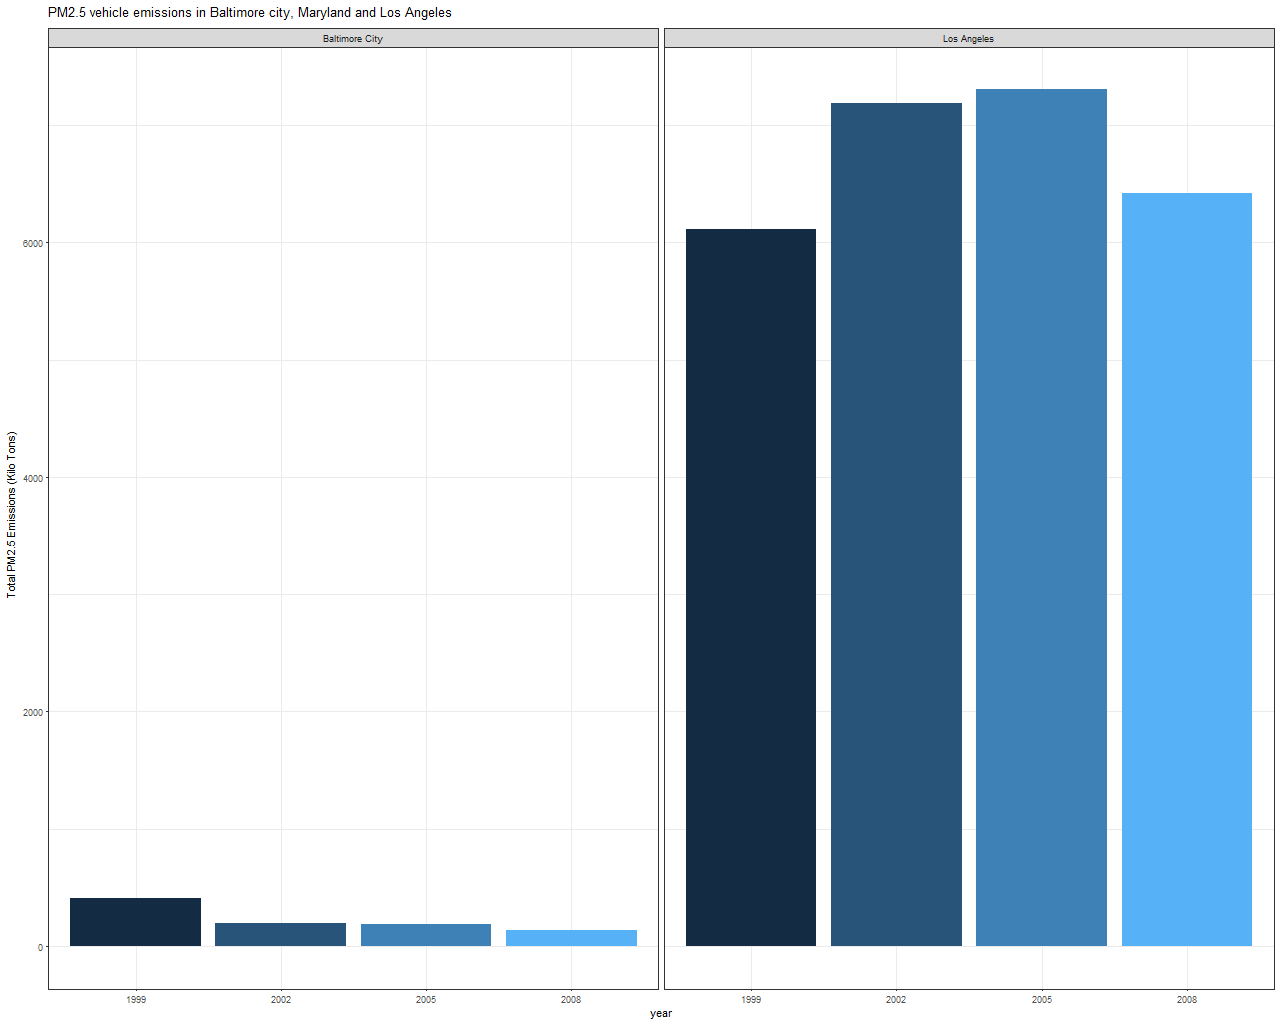 PM2.5 vehicle emissions in Baltimore city, Maryland and Los Angeles
Baltimore City
Los Angeles
Total PM2.5 Emissions (Kilo Tons)
6000
4000
2000
0
1999
2002
2005
2008
1999
2002
2005
2008
year